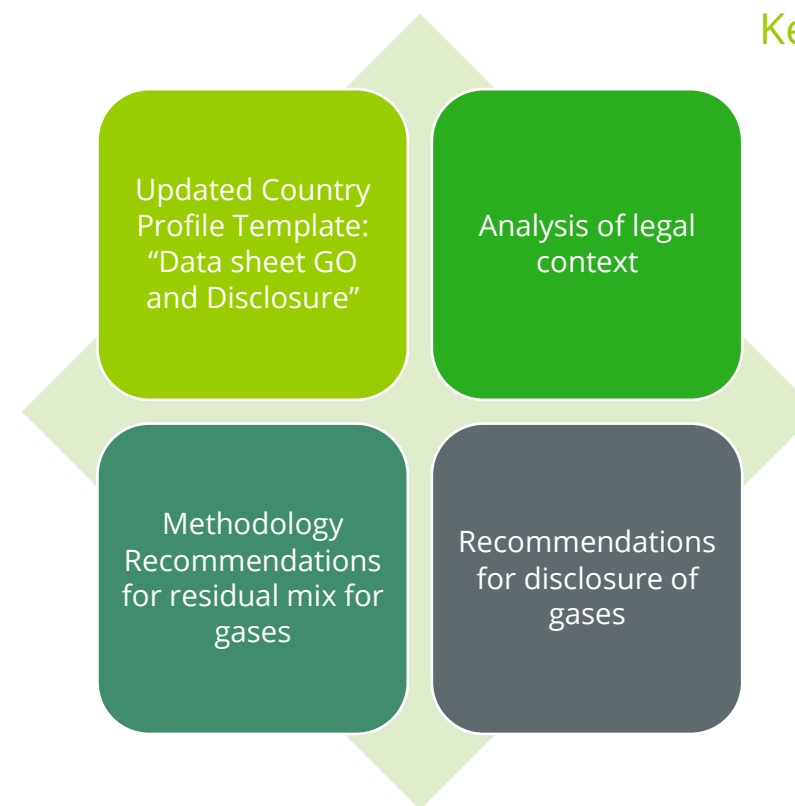 Ke
Updated Country
Profile Template:
“Data sheet GO
and Disclosure”
Analysis of legal
context
Methodology
Recommendations
for residual mix for
gases
Recommendations
for disclosure of
gases